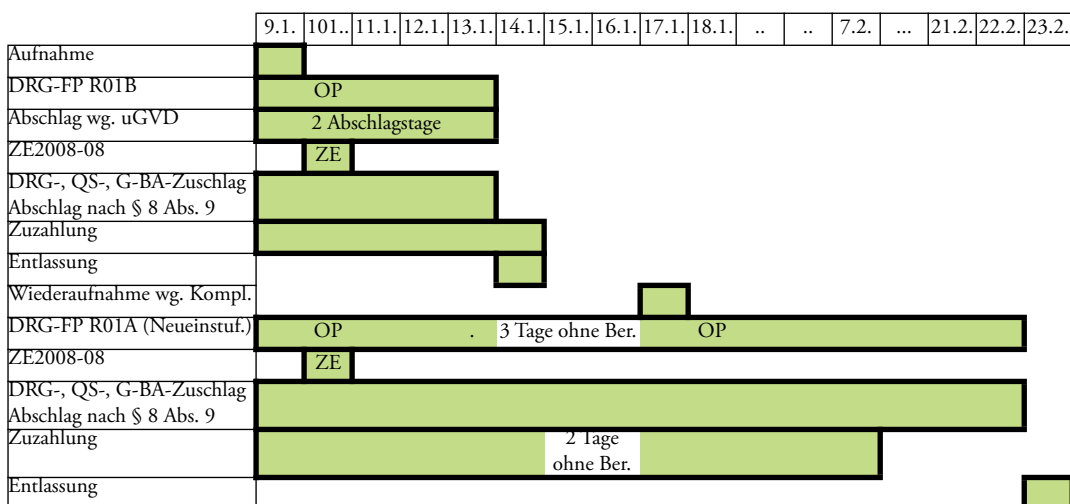 9.1. 101.. 11.1. 12.1. 13.1. 14.1. 15.1. 16.1. 17.1. 18.1. .. .. 7.2. ... 21.2. 22.2. 23.2.
Aufnahme
DRG-FP R01B OP
Abschlag wg. uGVD 2 Abschlagstage
ZE2008-08 ZE
DRG-, QS-, G-BA-Zuschlag
Abschlag nach § 8 Abs. 9
Zuzahlung
Entlassung
Wiederaufnahme wg. Kompl.
DRG-FP R01A (Neueinstuf.) OP . 3 Tage ohne Ber. OP
ZE2008-08 ZE
DRG-, QS-, G-BA-Zuschlag
Abschlag nach § 8 Abs. 9
Zuzahlung 2 Tage
ohne Ber.
Entlassung